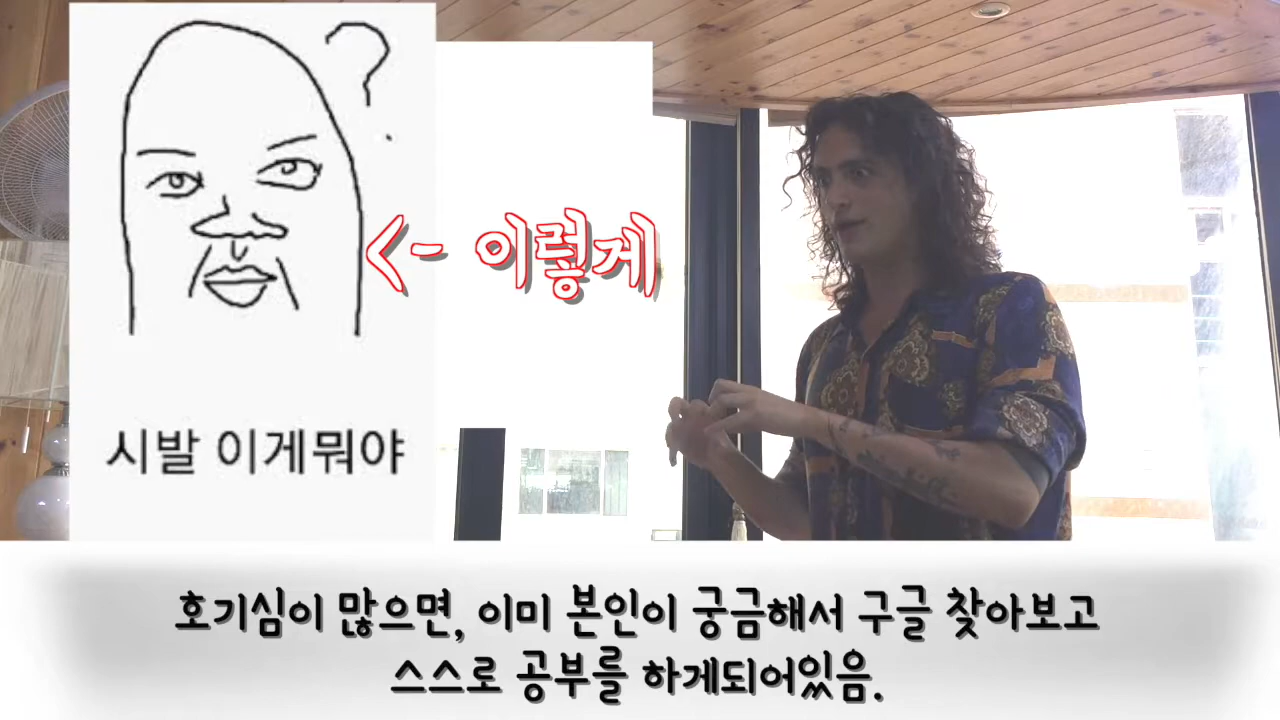 ?
<- 이렇게
시발 이게뭐야
호기심이 많으면, 이미 본인이 궁금해서 구글 찾아보고
스스로 공부를 하게되어있음.